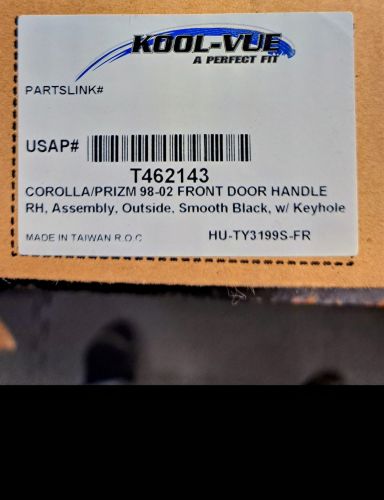 KOOL-VUE
A PERFECT FIT
PARTSLINK#
USAP#
T462143
COROLLA/PRIZM 98-02 FRONT DOOR HANDLE
RH, Assembly, Outside, Smooth Black, w/ Keyhole
MADE IN TAIWAN R.O.C
HU-TY3199S-FR